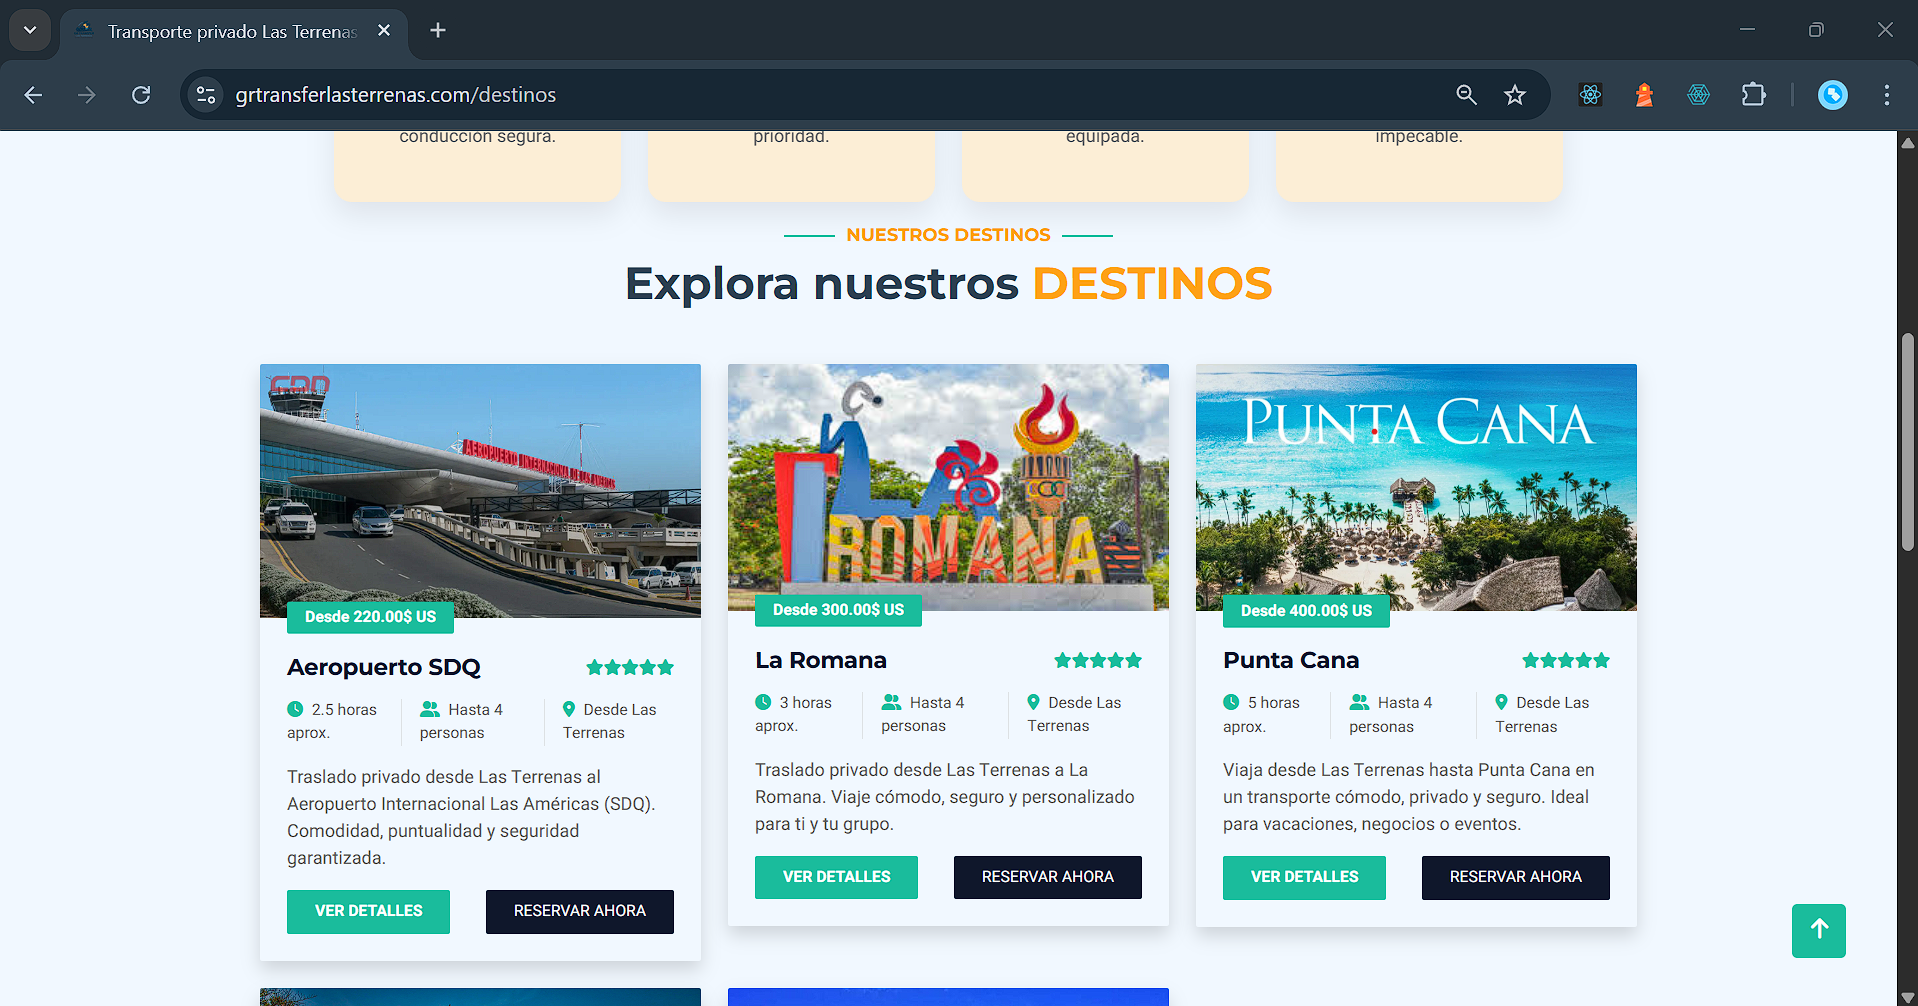 Transporte privado Las Terrenas
grtransferlasterrenas.com/destinos
conducción segura.
prioridad.
equipada.
impecable.
NUESTROS DESTINOS
Explora nuestros DESTINOS
CDN
AEROPUERTO INTERNACIONAL DE LAS AMERICAS
Desde 220.00$ US
Aeropuerto SDQ
2.5 horas
aprox.
Hasta 4
personas
Desde Las
Terrenas
Traslado privado desde Las Terrenas al
Aeropuerto Internacional Las Américas (SDQ).
Comodidad, puntualidad y seguridad
garantizada.
VER DETALLES
RESERVAR AHORA
LA
ROMANA
Desde 300.00$ US
La Romana
3 horas
aprox.
Hasta 4
personas
Desde Las
Terrenas
Traslado privado desde Las Terrenas a La
Romana. Viaje cómodo, seguro y personalizado
para ti y tu grupo.
VER DETALLES
RESERVAR AHORA
PUNTA CANA
Desde 400.00$ US
Punta Cana
5 horas
aprox.
Hasta 4
personas
Desde Las
Terrenas
Viaja desde Las Terrenas hasta Punta Cana en
un transporte cómodo, privado y seguro. Ideal
para vacaciones, negocios o eventos.
VER DETALLES
RESERVAR AHORA